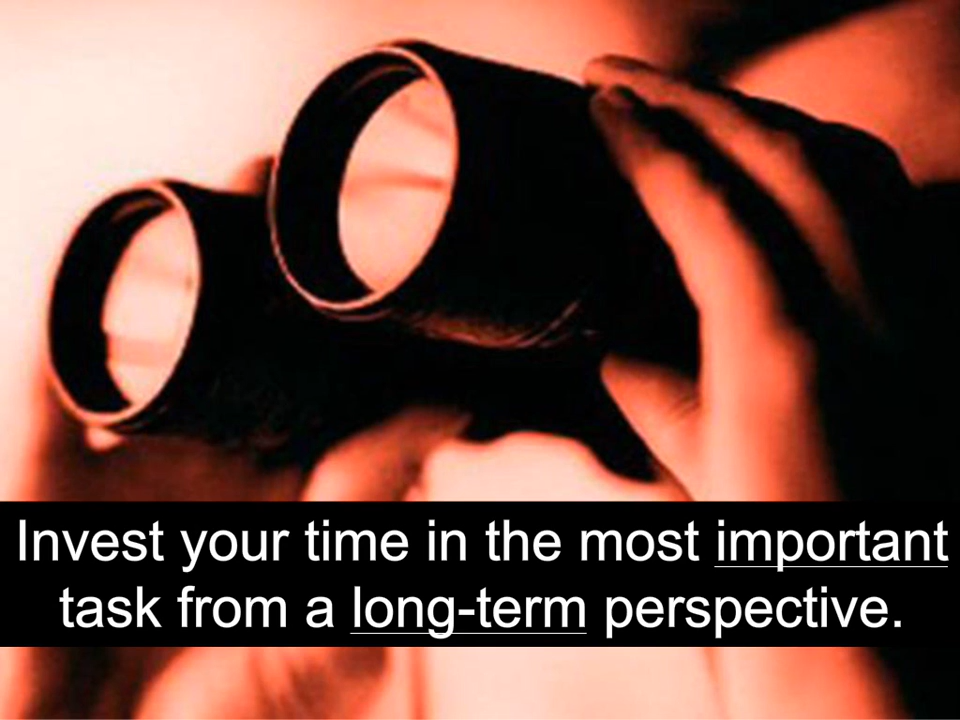 Invest your time in the most important
task from a long-term perspective.